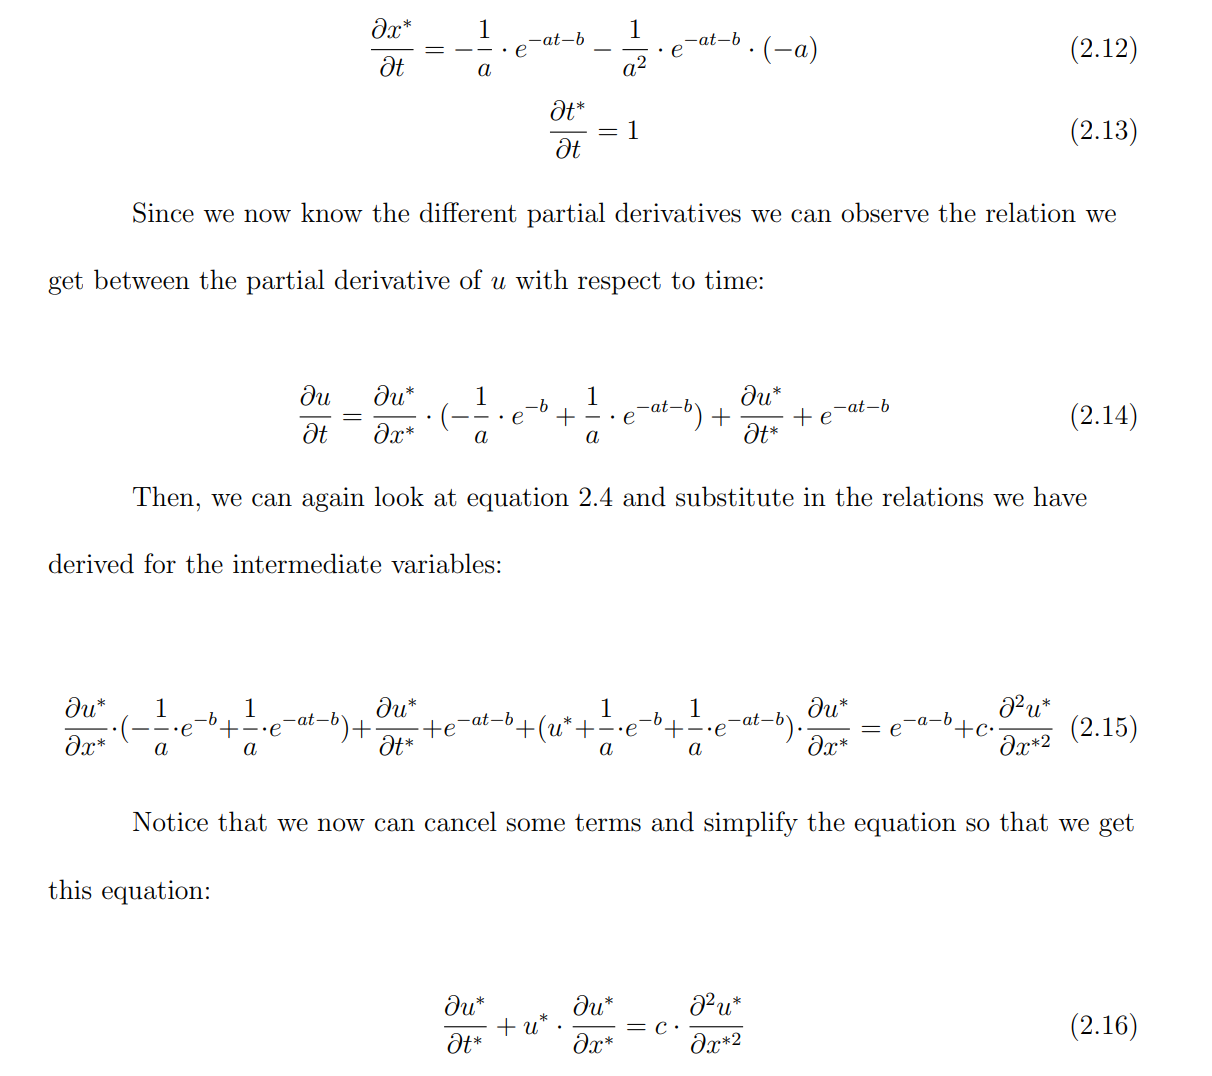 ∂x*/∂t = −1/a · e^{−at−b} − 1/a² · e^{−at−b} · (−a) (2.12)
∂t*/∂t = 1 (2.13)
Since we now know the different partial derivatives we can observe the relation we
get between the partial derivative of u with respect to time:
∂u/∂t = ∂u*/∂x* · (−1/a · e^{−b} + 1/a · e^{−at−b}) + ∂u*/∂t* + e^{−at−b} (2.14)
Then, we can again look at equation 2.4 and substitute in the relations we have
derived for the intermediate variables:
∂u*/∂x* · (−1/a · e^{−b} + 1/a · e^{−at−b}) + ∂u*/∂t* + e^{−at−b} + (u* + 1/a · e^{−b} + 1/a · e^{−at−b}) · ∂u*/∂x* = e^{−a−b} + c · ∂²u*/∂x*² (2.15)
Notice that we now can cancel some terms and simplify the equation so that we get
this equation:
∂u*/∂t* + u* · ∂u*/∂x* = c · ∂²u*/∂x*² (2.16)